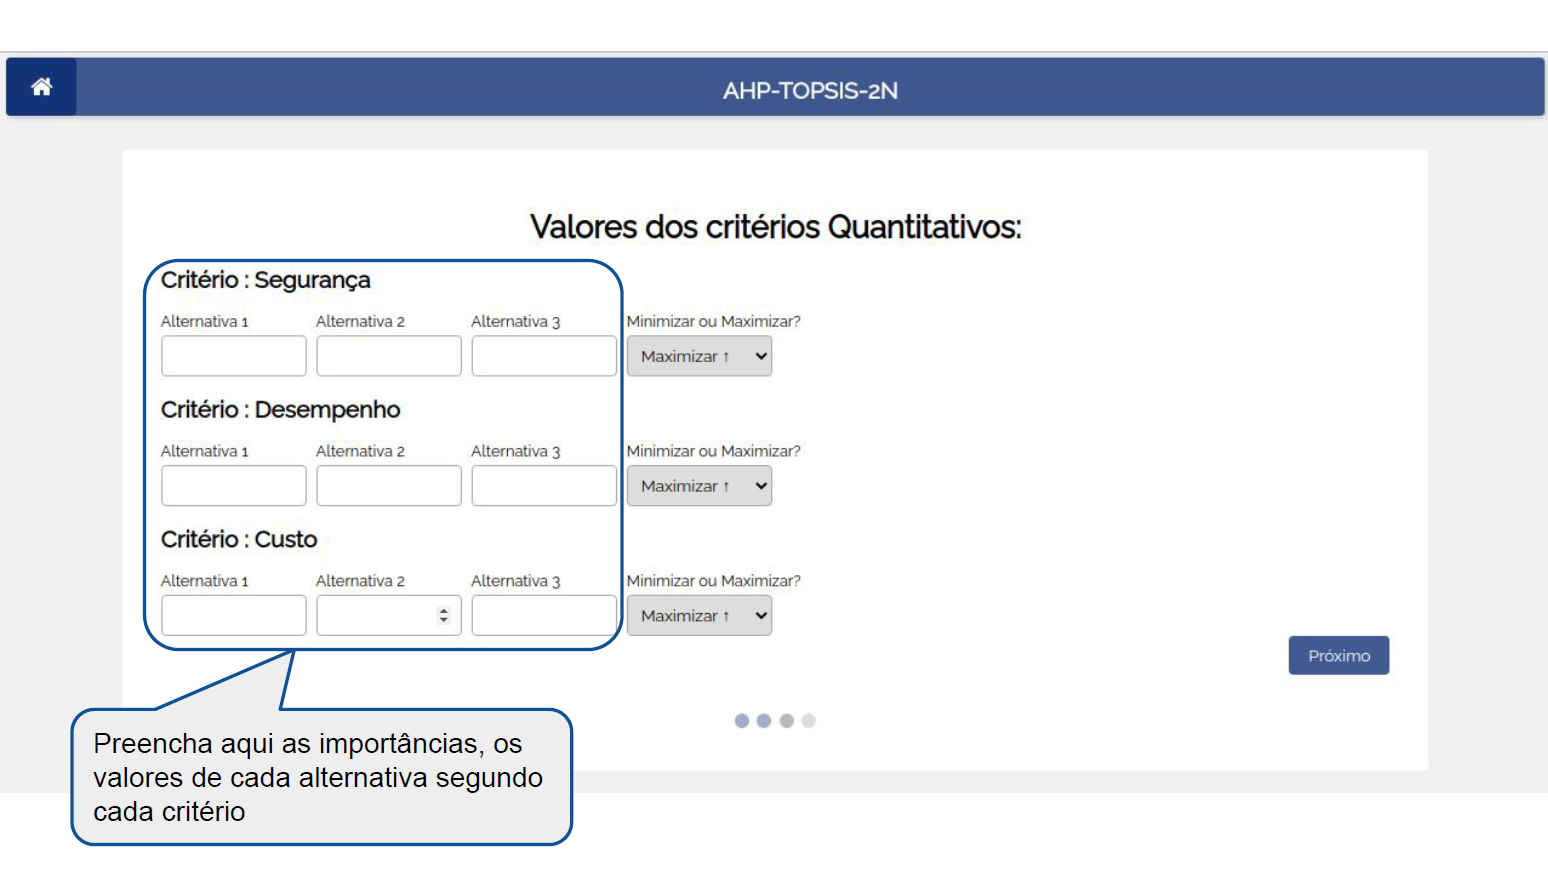 AHP-TOPSIS-2N
Valores dos critérios Quantitativos:
Critério : Segurança
Alternativa 1 Alternativa 2 Alternativa 3 Minimizar ou Maximizar?
Maximizar ↑
Critério : Desempenho
Alternativa 1 Alternativa 2 Alternativa 3 Minimizar ou Maximizar?
Maximizar ↑
Critério : Custo
Alternativa 1 Alternativa 2 Alternativa 3 Minimizar ou Maximizar?
Maximizar ↑
Próximo
Preencha aqui as importâncias, os
valores de cada alternativa segundo
cada critério